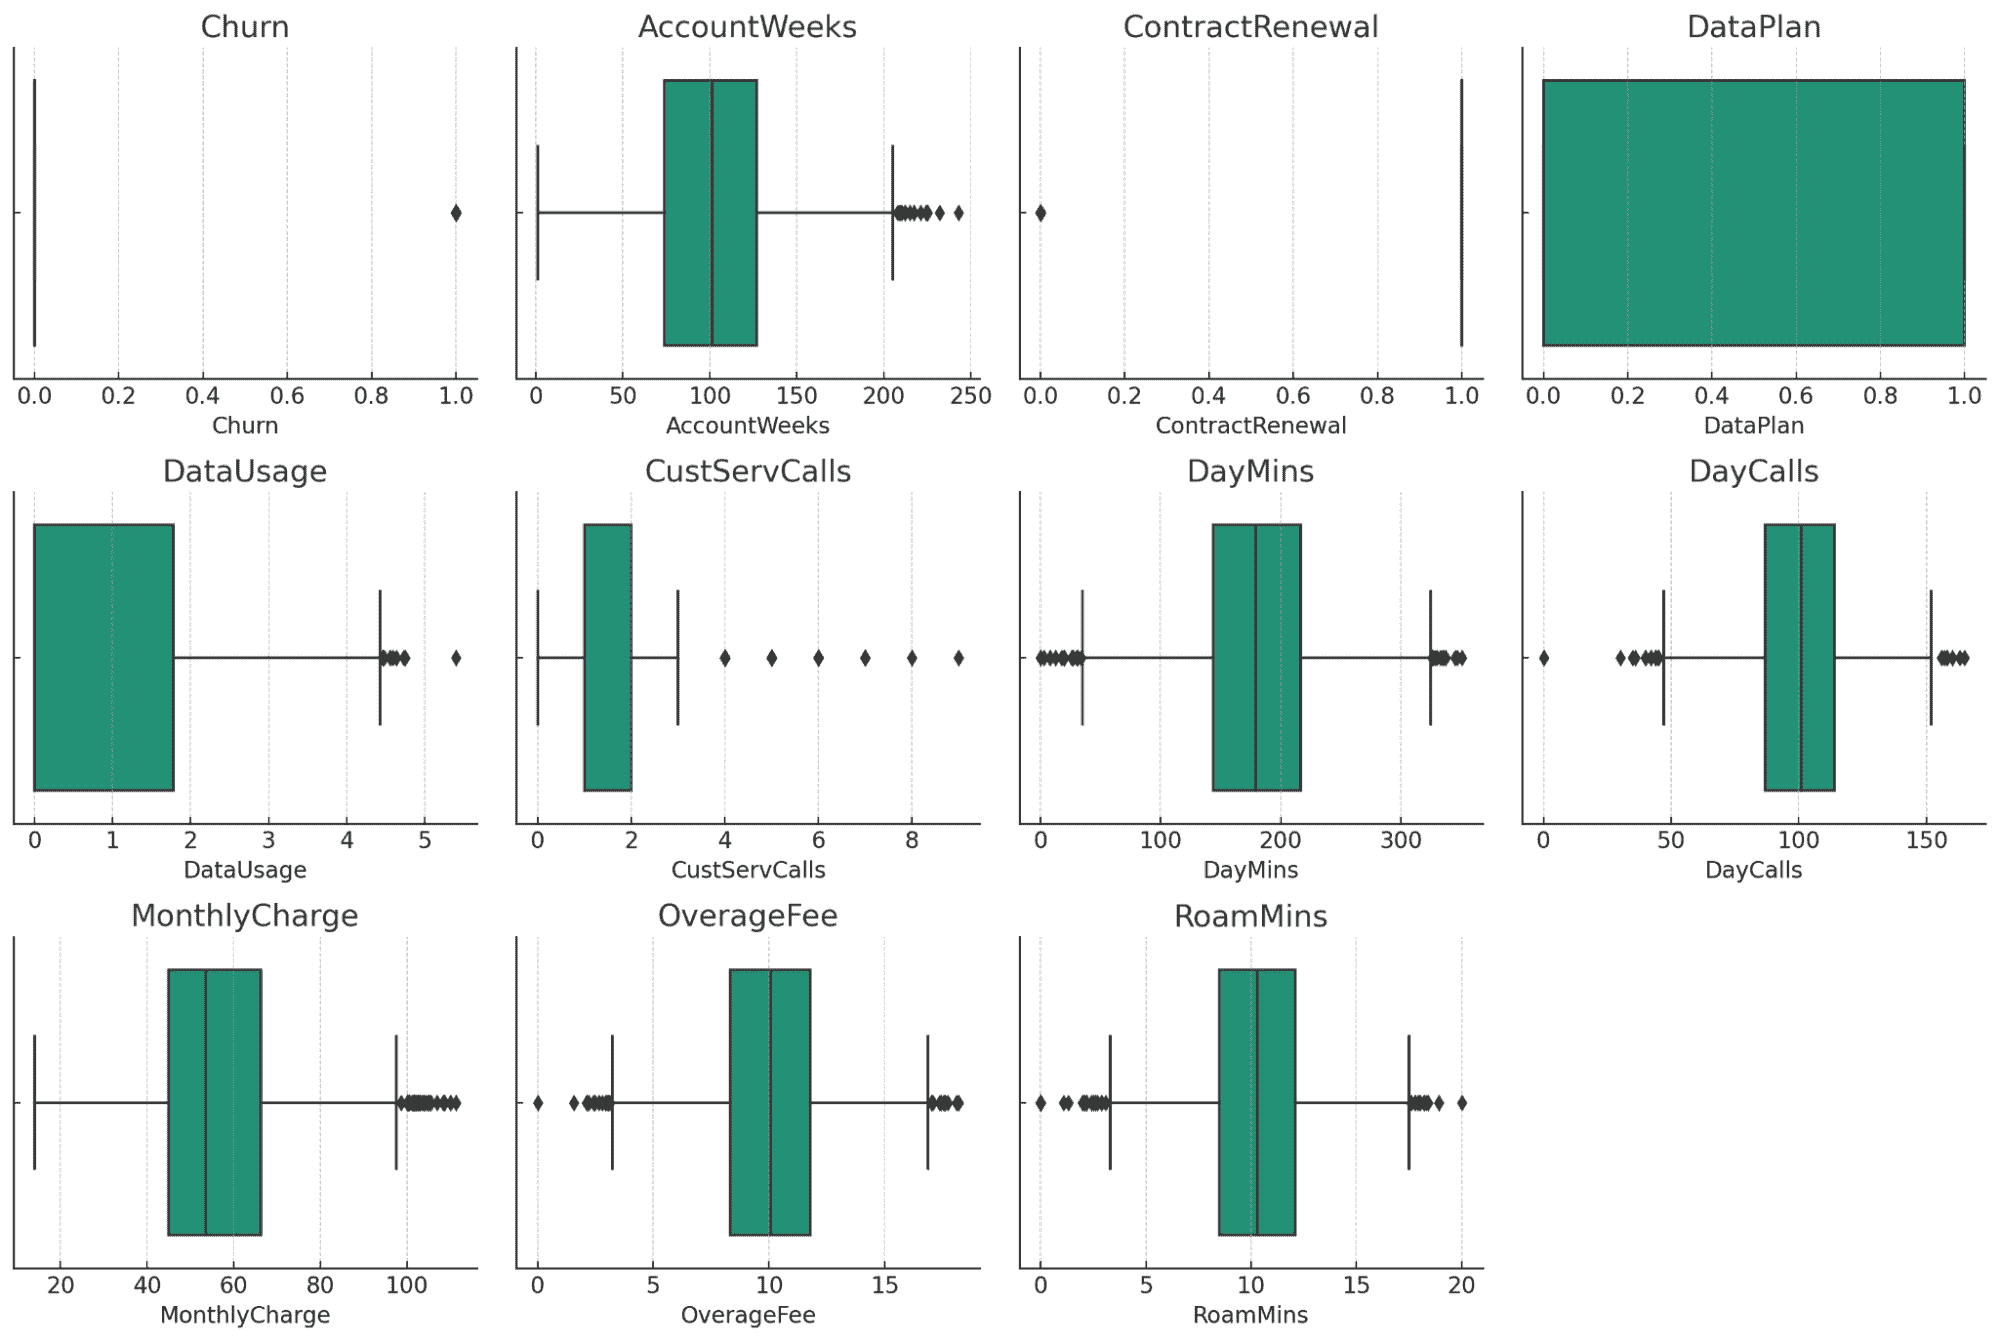 Churn
0.0 0.2 0.4 0.6 0.8 1.0
Churn
AccountWeeks
0 50 100 150 200 250
AccountWeeks
ContractRenewal
0.0 0.2 0.4 0.6 0.8 1.0
ContractRenewal
DataPlan
0.0 0.2 0.4 0.6 0.8 1.0
DataPlan
DataUsage
0 1 2 3 4 5
DataUsage
CustServCalls
0 2 4 6 8
CustServCalls
DayMins
0 100 200 300
DayMins
DayCalls
0 50 100 150
DayCalls
MonthlyCharge
20 40 60 80 100
MonthlyCharge
OverageFee
0 5 10 15
OverageFee
RoamMins
0 5 10 15 20
RoamMins